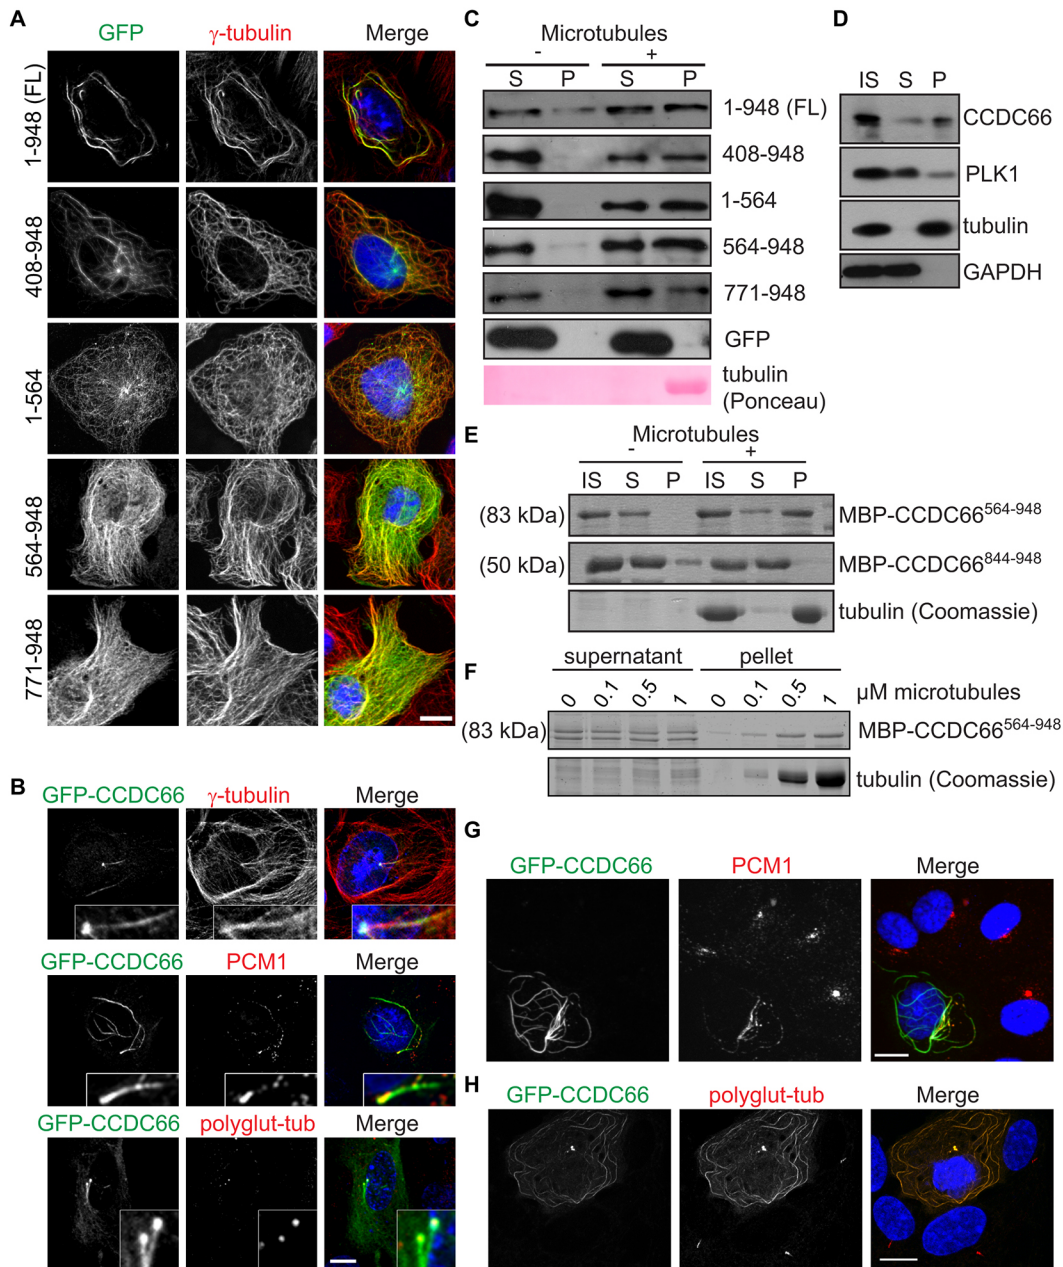 A
GFP
γ-tubulin
Merge
1-948 (FL)
408-948
1-564
564-948
771-948
B
GFP-CCDC66
γ-tubulin
Merge
GFP-CCDC66
PCM1
Merge
GFP-CCDC66
polyglut-tub
Merge
C
Microtubules
- +
S P S P
1-948 (FL)
408-948
1-564
564-948
771-948
GFP
tubulin
(Ponceau)
D
IS S P
CCDC66
PLK1
tubulin
GAPDH
E
Microtubules
- +
IS S P IS S P
(83 kDa) MBP-CCDC66564-948
(50 kDa) MBP-CCDC66844-948
tubulin (Coomassie)
F
supernatant pellet
0 0.1 0.5 1 0 0.1 0.5 1 µM microtubules
(83 kDa) MBP-CCDC66564-948
tubulin (Coomassie)
G
GFP-CCDC66
PCM1
Merge
H
GFP-CCDC66
polyglut-tub
Merge